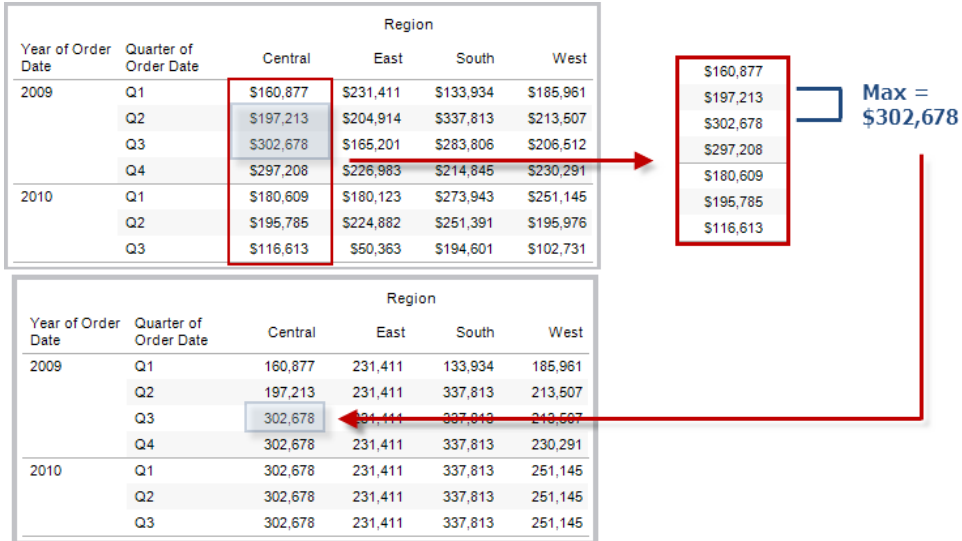 Region
Year of Order Date Quarter of Order Date Central East South West
2009 Q1 $160,877 $231,411 $133,934 $185,961
Q2 $197,213 $204,914 $337,813 $213,507
Q3 $302,678 $165,201 $283,806 $206,512
Q4 $297,208 $226,983 $214,845 $230,291
2010 Q1 $180,609 $180,123 $273,943 $251,145
Q2 $195,785 $224,882 $251,391 $195,976
Q3 $116,613 $50,363 $194,601 $102,731
$160,877
$197,213
$302,678
$297,208
$180,609
$195,785
$116,613
Max =
$302,678
Region
Year of Order Date Quarter of Order Date Central East South West
2009 Q1 160,877 231,411 133,934 185,961
Q2 197,213 231,411 337,813 213,507
Q3 302,678 231,411 337,813 213,507
Q4 302,678 231,411 337,813 230,291
2010 Q1 302,678 231,411 337,813 251,145
Q2 302,678 231,411 337,813 251,145
Q3 302,678 231,411 337,813 251,145